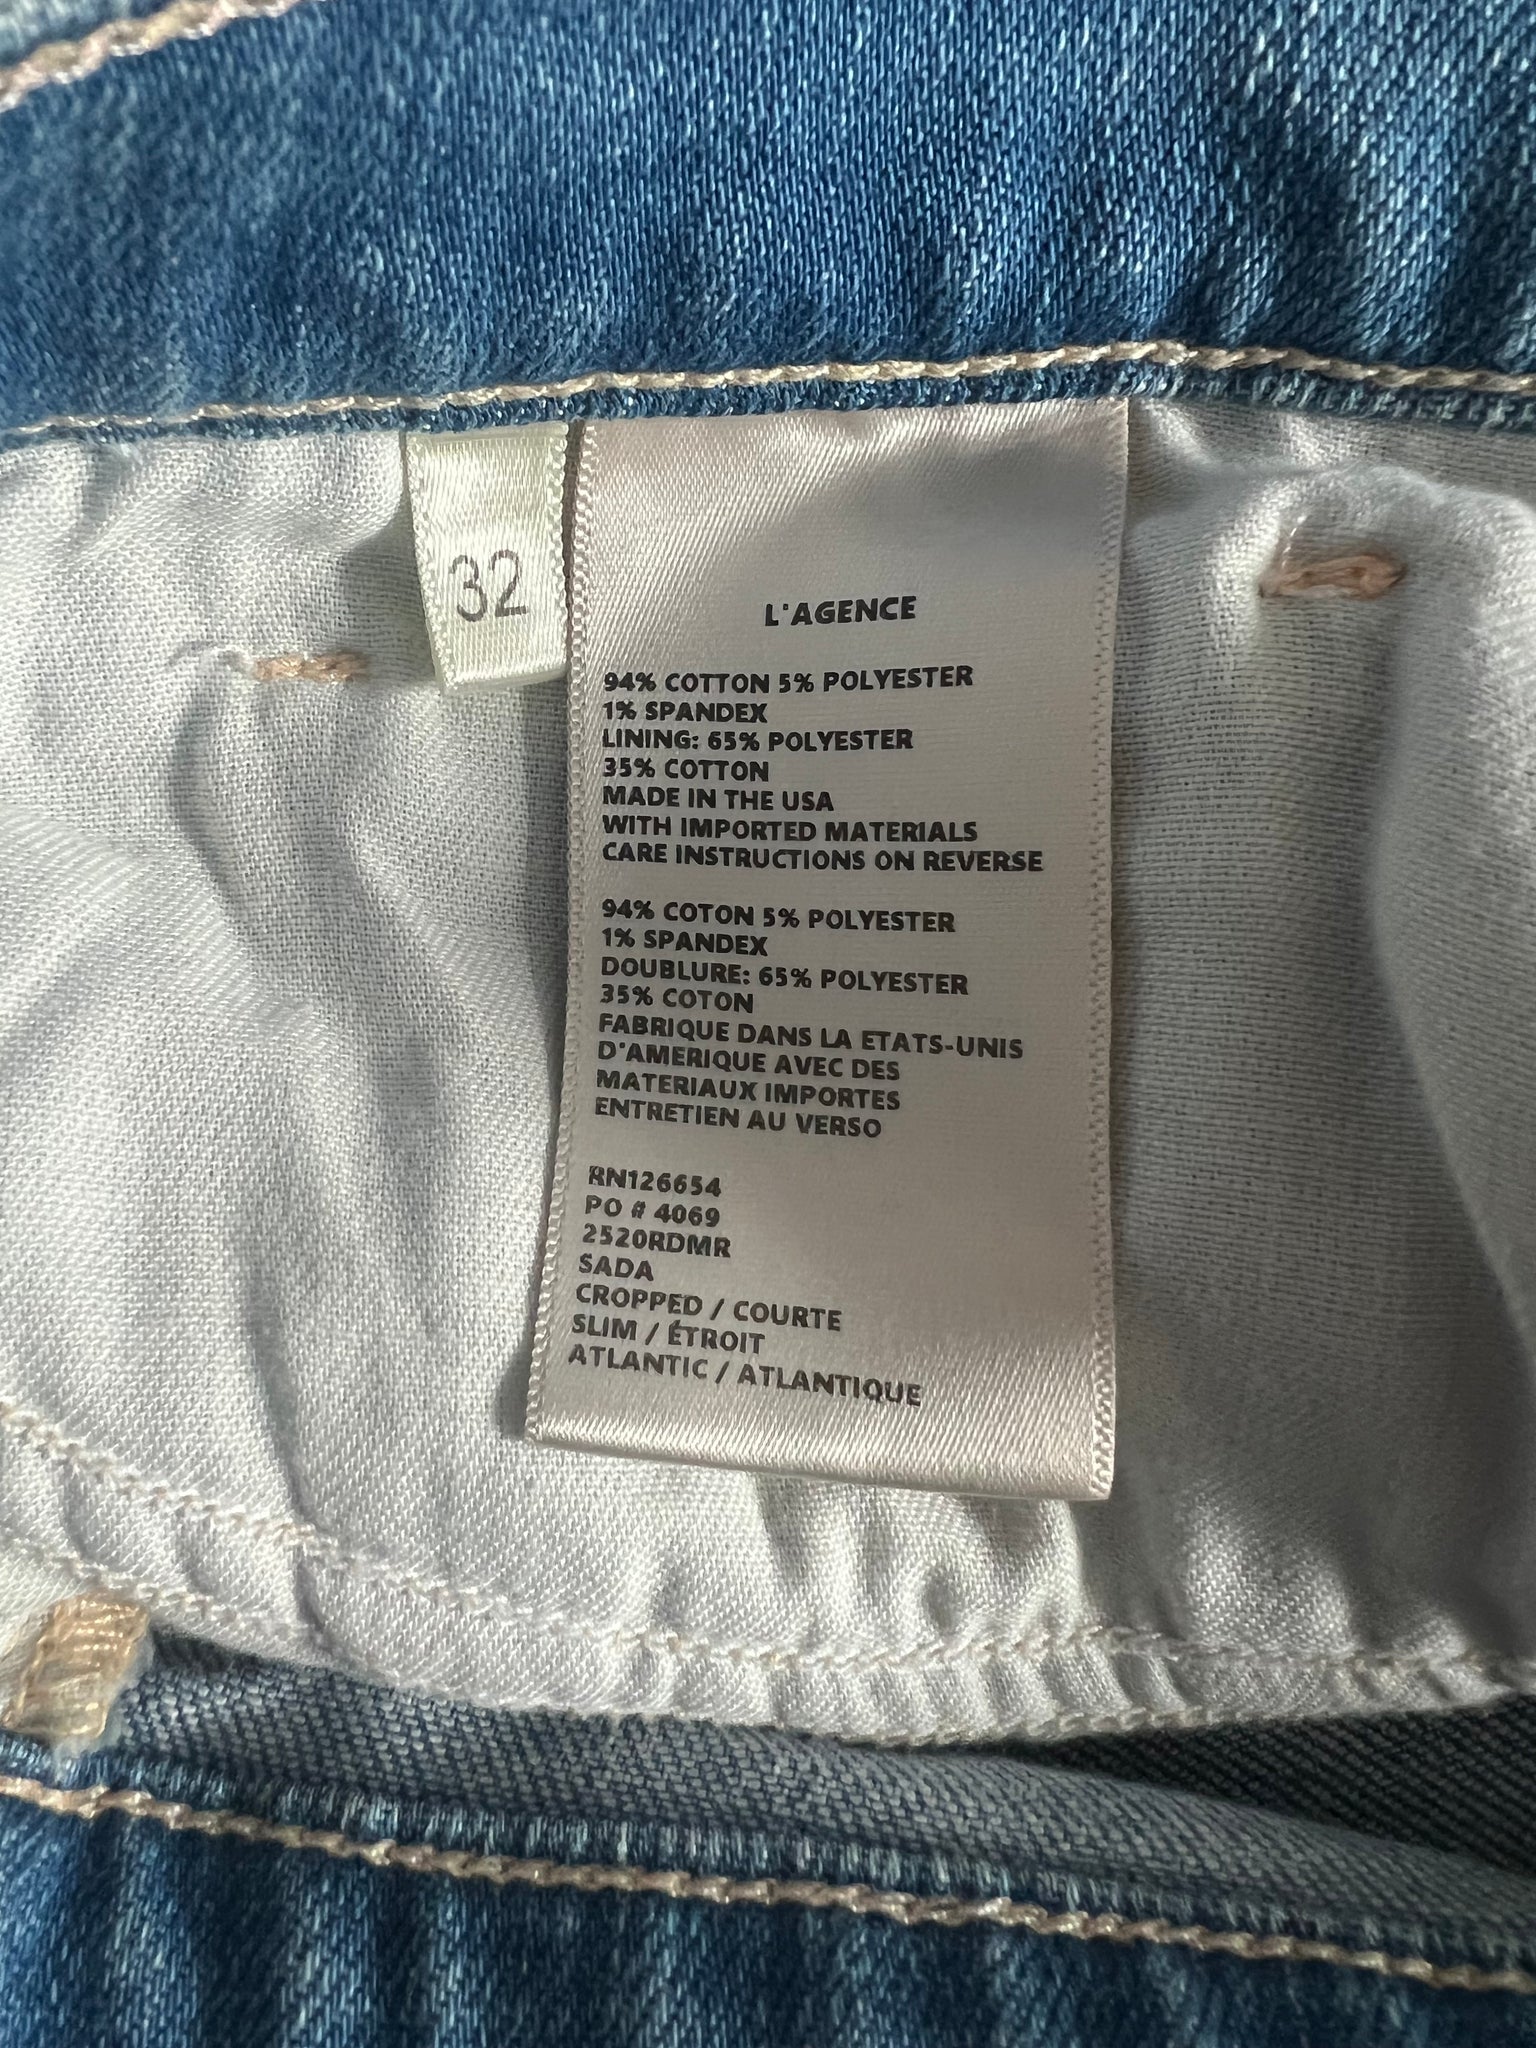 32
L'AGENCE
94% COTTON 5% POLYESTER
1% SPANDEX
LINING: 65% POLYESTER
35% COTTON
MADE IN THE USA
WITH IMPORTED MATERIALS
CARE INSTRUCTIONS ON REVERSE
94% COTON 5% POLYESTER
1% SPANDEX
DOUBLURE: 65% POLYESTER
35% COTON
FABRIQUE DANS LA ETATS-UNIS
D'AMERIQUE AVEC DES
MATERIAUX IMPORTES
ENTRETIEN AU VERSO
RN126654
PO # 4069
2520RDMR
SADA
CROPPED / COURTE
SLIM / ÉTROIT
ATLANTIC / ATLANTIQUE